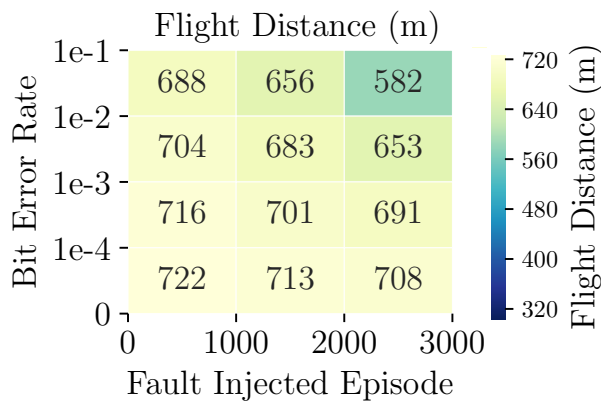 Flight Distance (m)
1e-1
688 656 582
1e-2
704 683 653
1e-3
716 701 691
1e-4
722 713 708
0
0 1000 2000 3000
Fault Injected Episode
Bit Error Rate
720
640
560
480
400
320
Flight Distance (m)